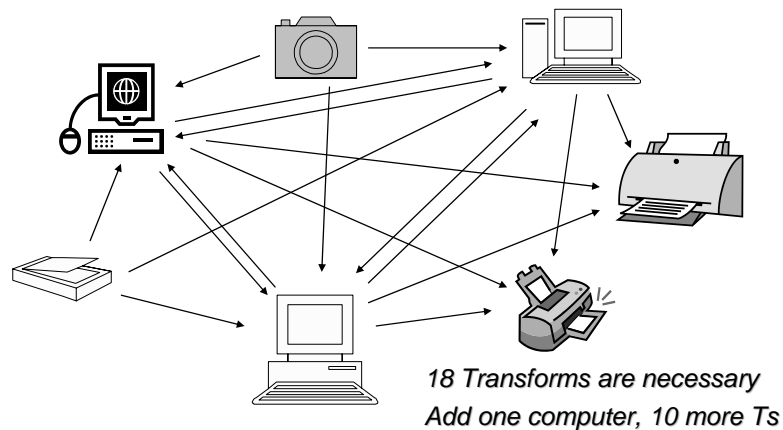 18 Transforms are necessary
Add one computer, 10 more Ts